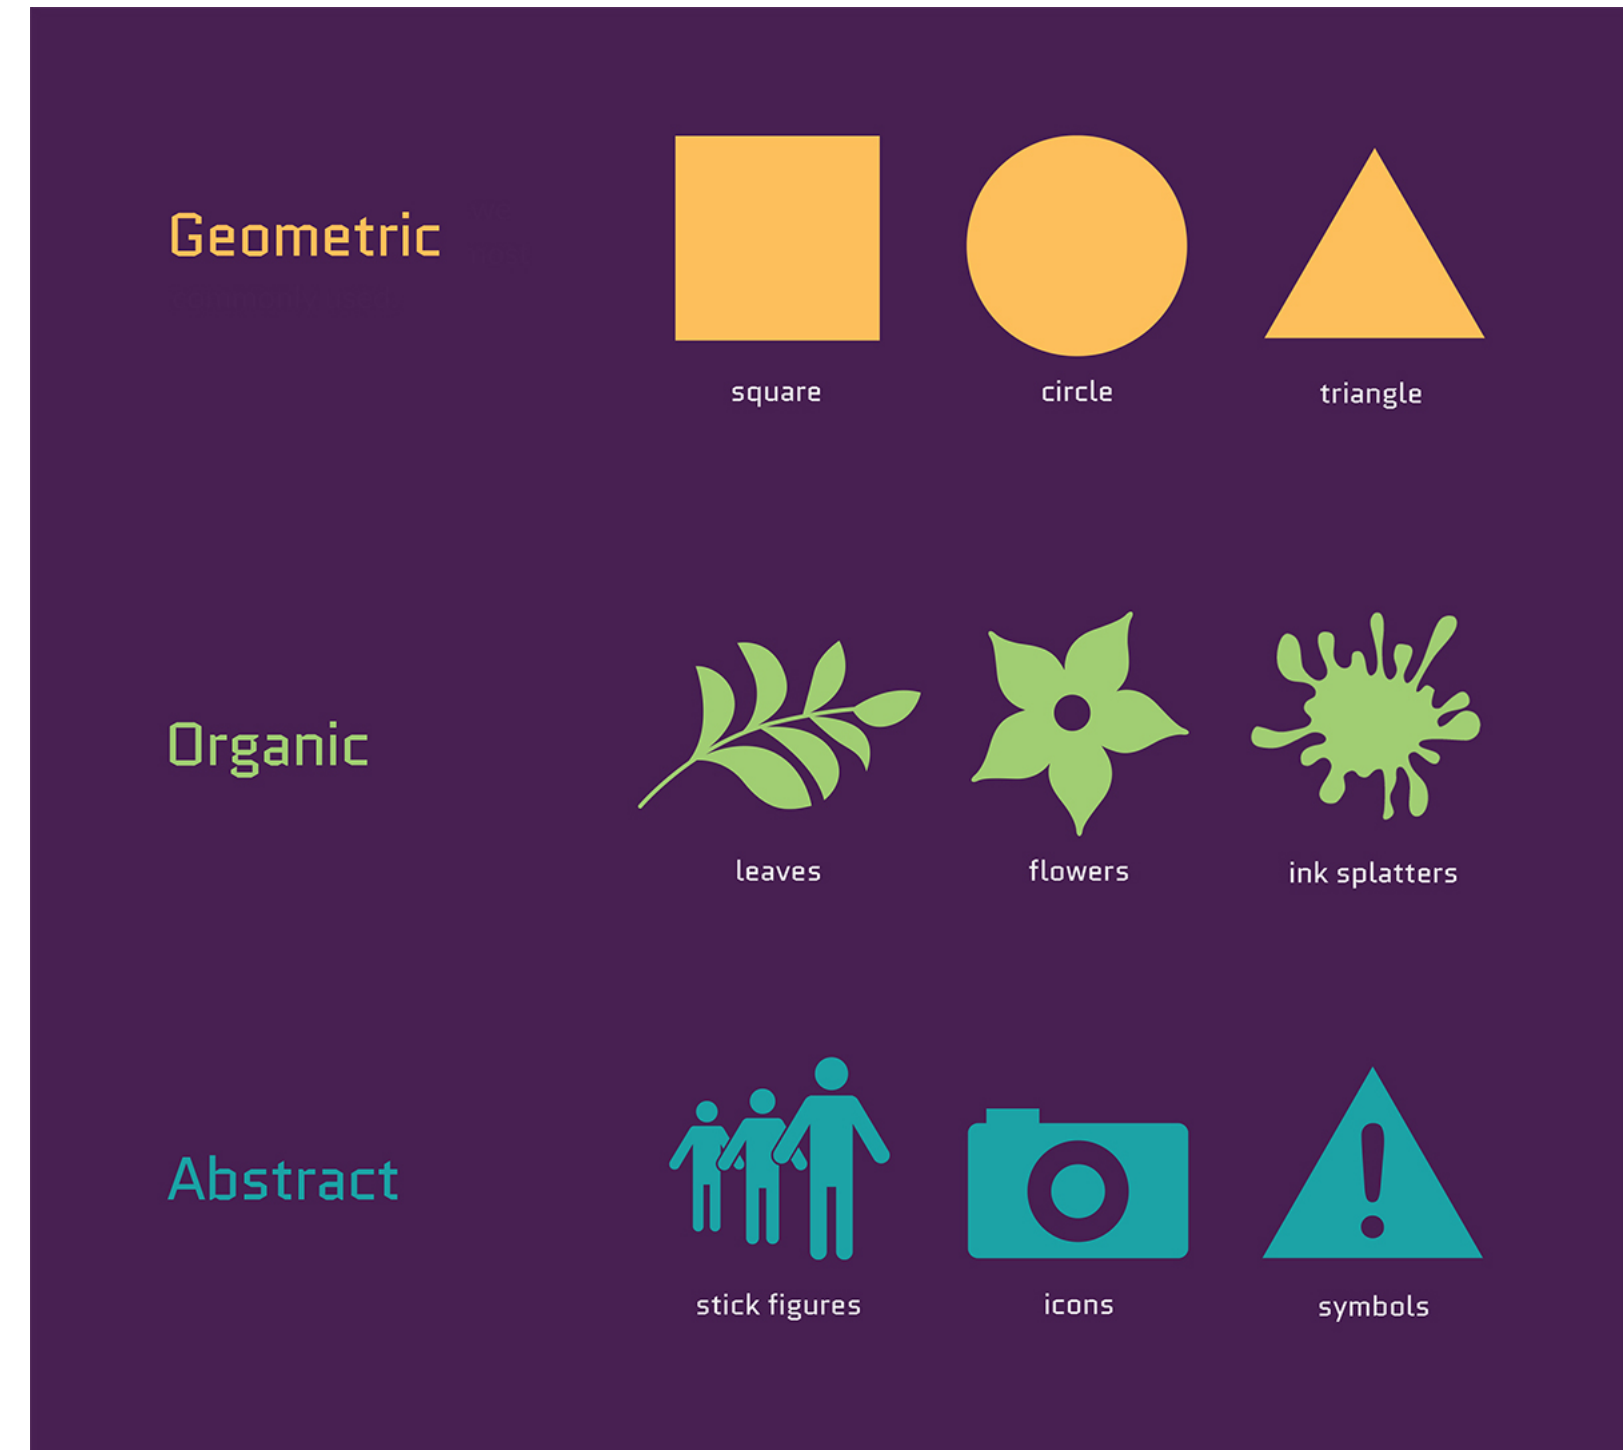 Geometric
square
circle
triangle
Organic
leaves
flowers
ink splatters
Abstract
stick figures
icons
symbols